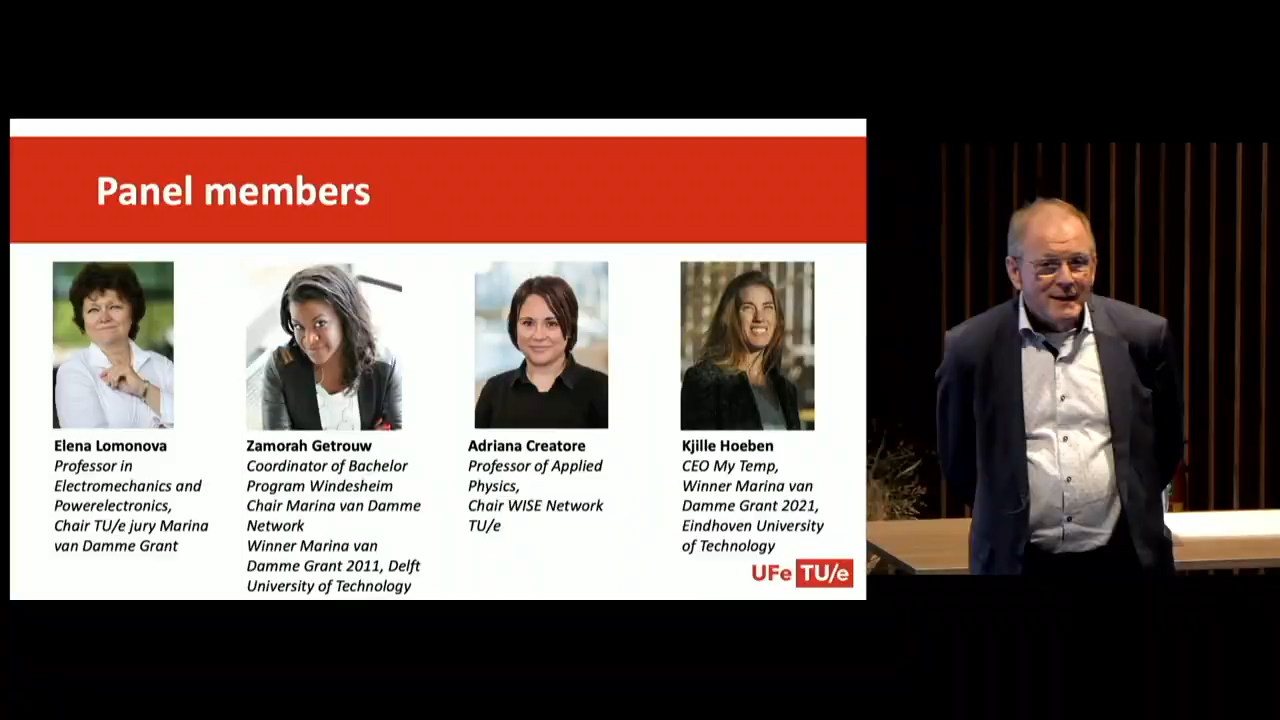 Panel members
Elena Lomonova
Professor in
Electromechanics and
Powerelectronics,
Chair TU/e jury Marina
van Damme Grant
Zamorah Getrouw
Coordinator of Bachelor
Program Windesheim
Chair Marina van Damme
Network
Winner Marina van
Damme Grant 2011, Delft
University of Technology
Adriana Creatore
Professor of Applied
Physics,
Chair WISE Network
TU/e
Kjille Hoeben
CEO My Temp,
Winner Marina van
Damme Grant 2021,
Eindhoven University
of Technology
UFe TU/e